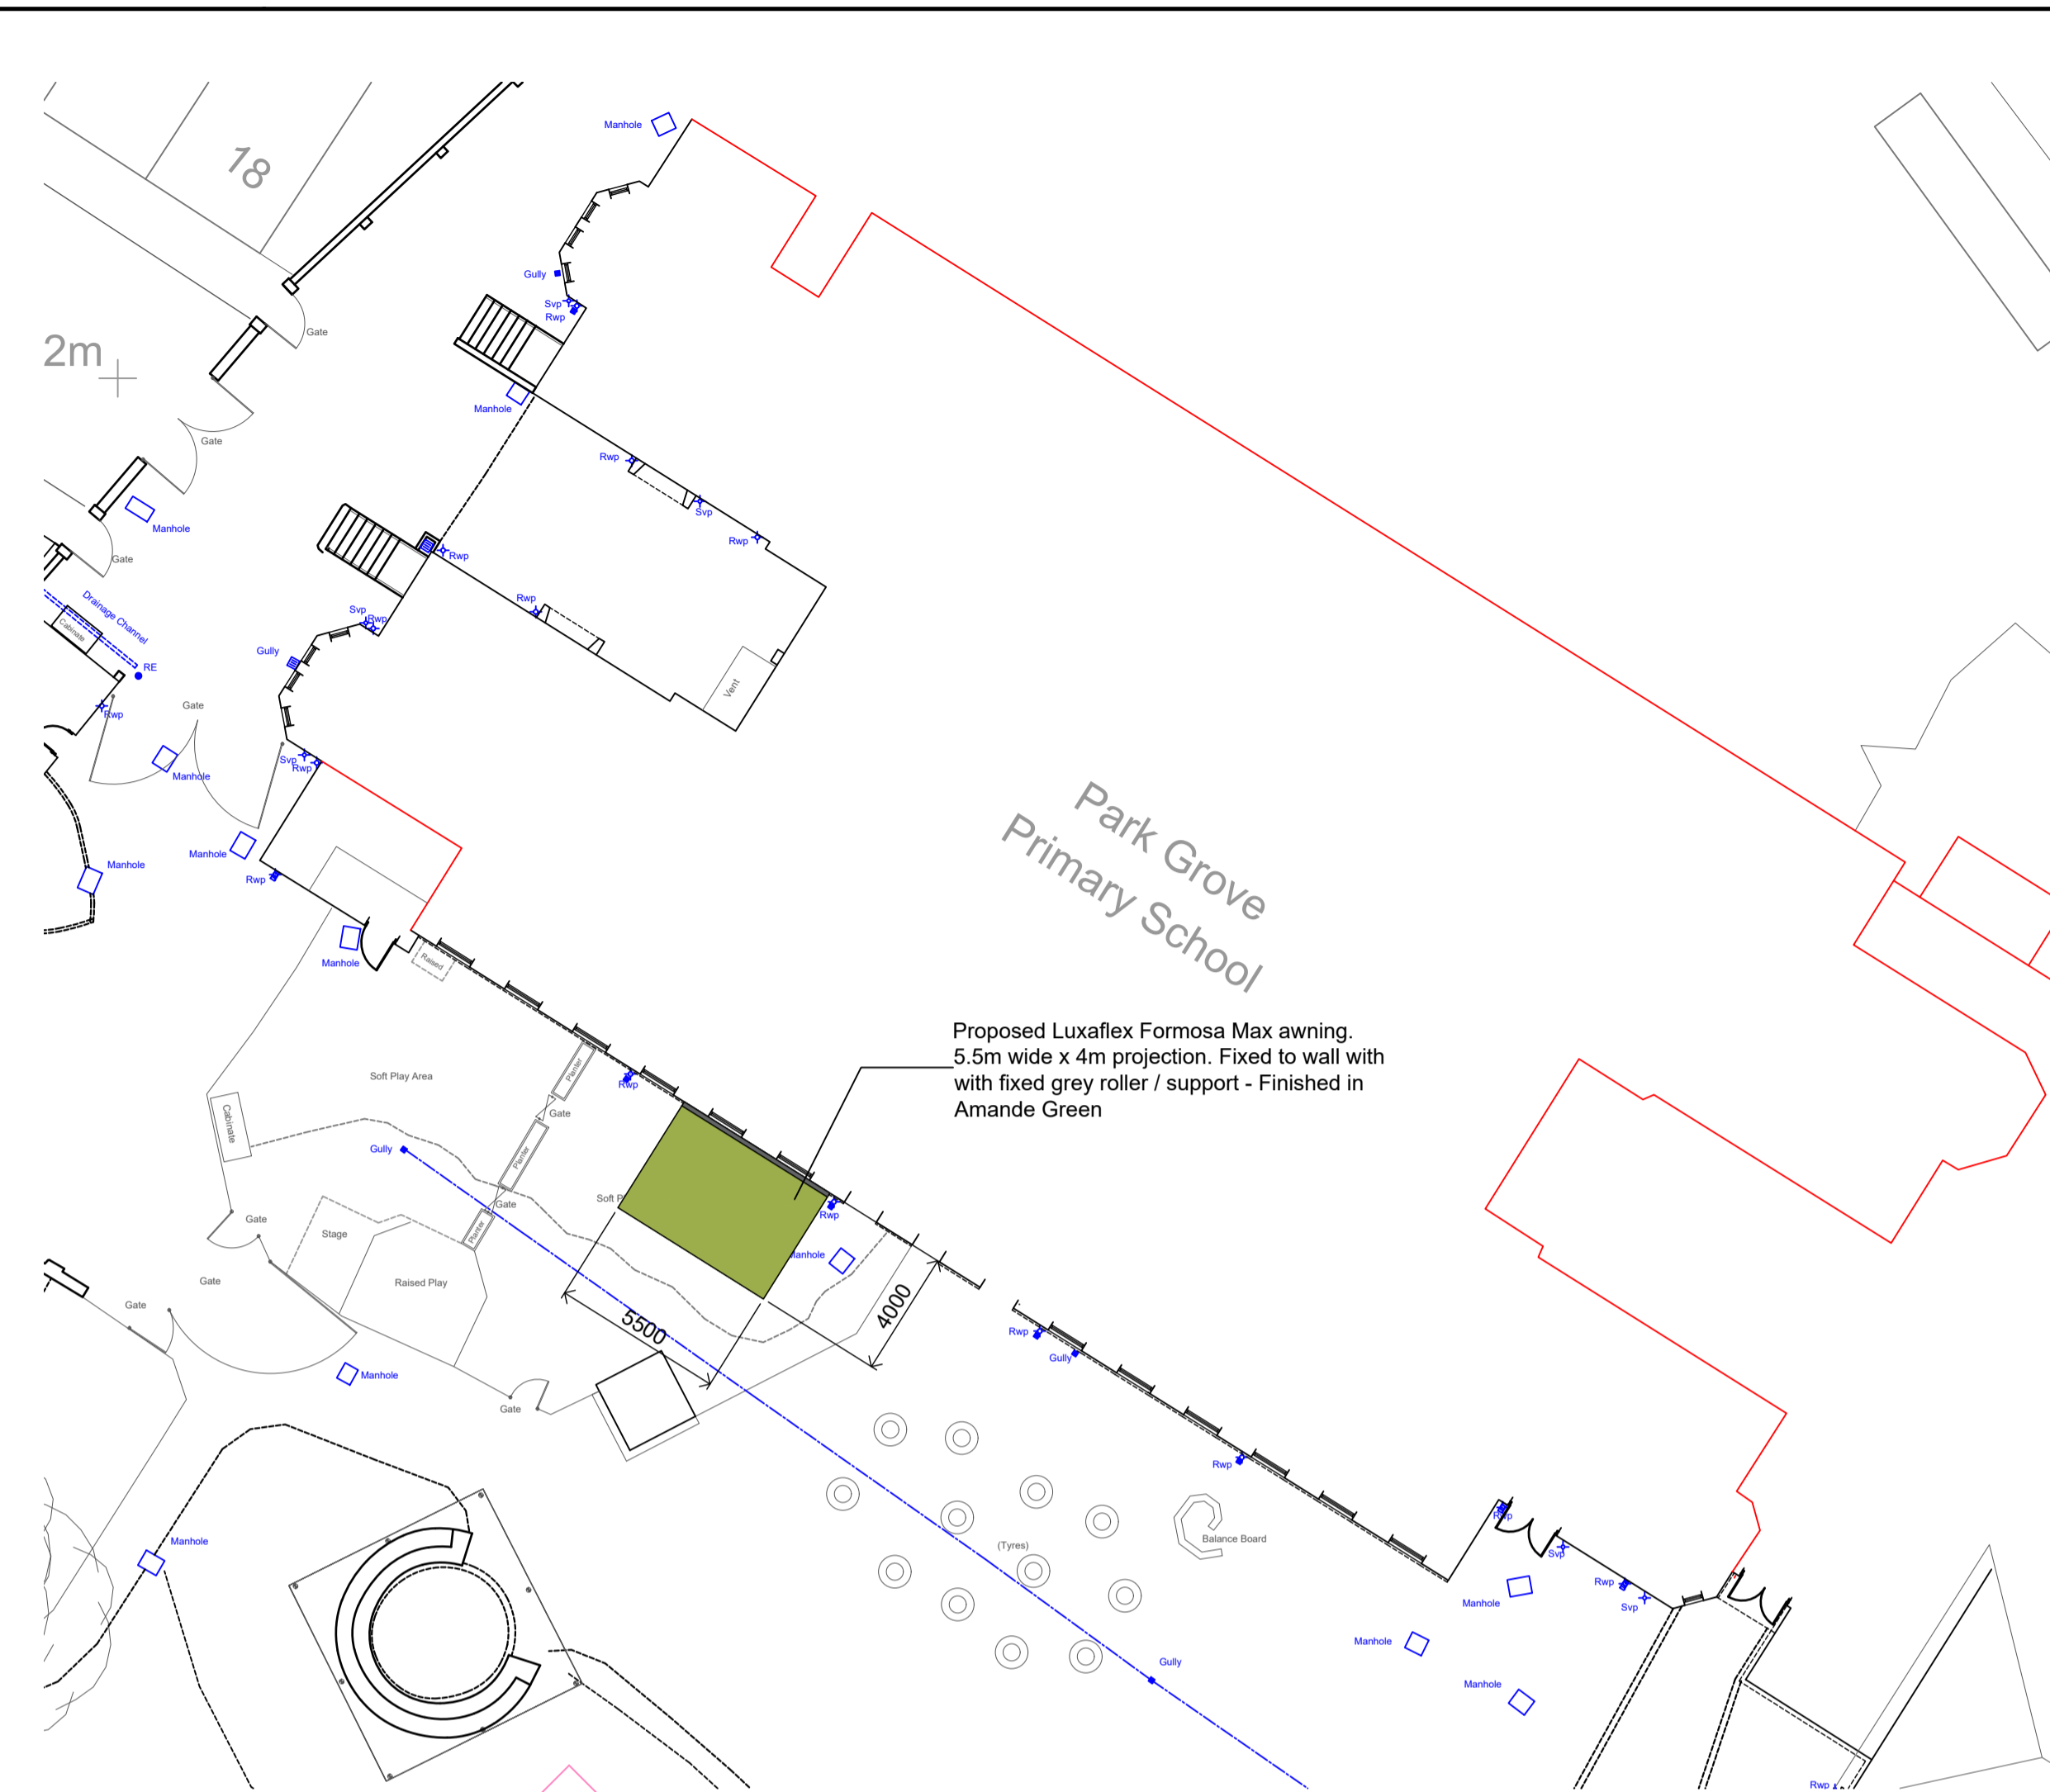 Manhole
18
Gully
Svp
Rwp
Gate
2m
Manhole
Gate
Rwp
Svp
Manhole
Rwp
Rwp
Gate
Rwp
Drainage Channel
Cabinate
Svp
Rwp
Gully
RE
Vent
Gate
Rwp
Svp
Rwp
Manhole
Park Grove
Primary School
Manhole
Manhole
Rwp
Manhole
Raised
Proposed Luxaflex Formosa Max awning.
5.5m wide x 4m projection. Fixed to wall with
with fixed grey roller / support - Finished in
Amande Green
Soft Play Area
Planter
Rwp
Gate
Cabinate
Gully
Planter
Soft P
Gate
Rwp
Gate
Stage
Planter
Manhole
Gate
Raised Play
Gate
4000
5500
Rwp
Gully
Manhole
Gate
Rwp
Balance Board
(Tyres)
Rwp
Svp
Manhole
Rwp
Svp
Manhole
Manhole
Gully
Manhole
Rwp